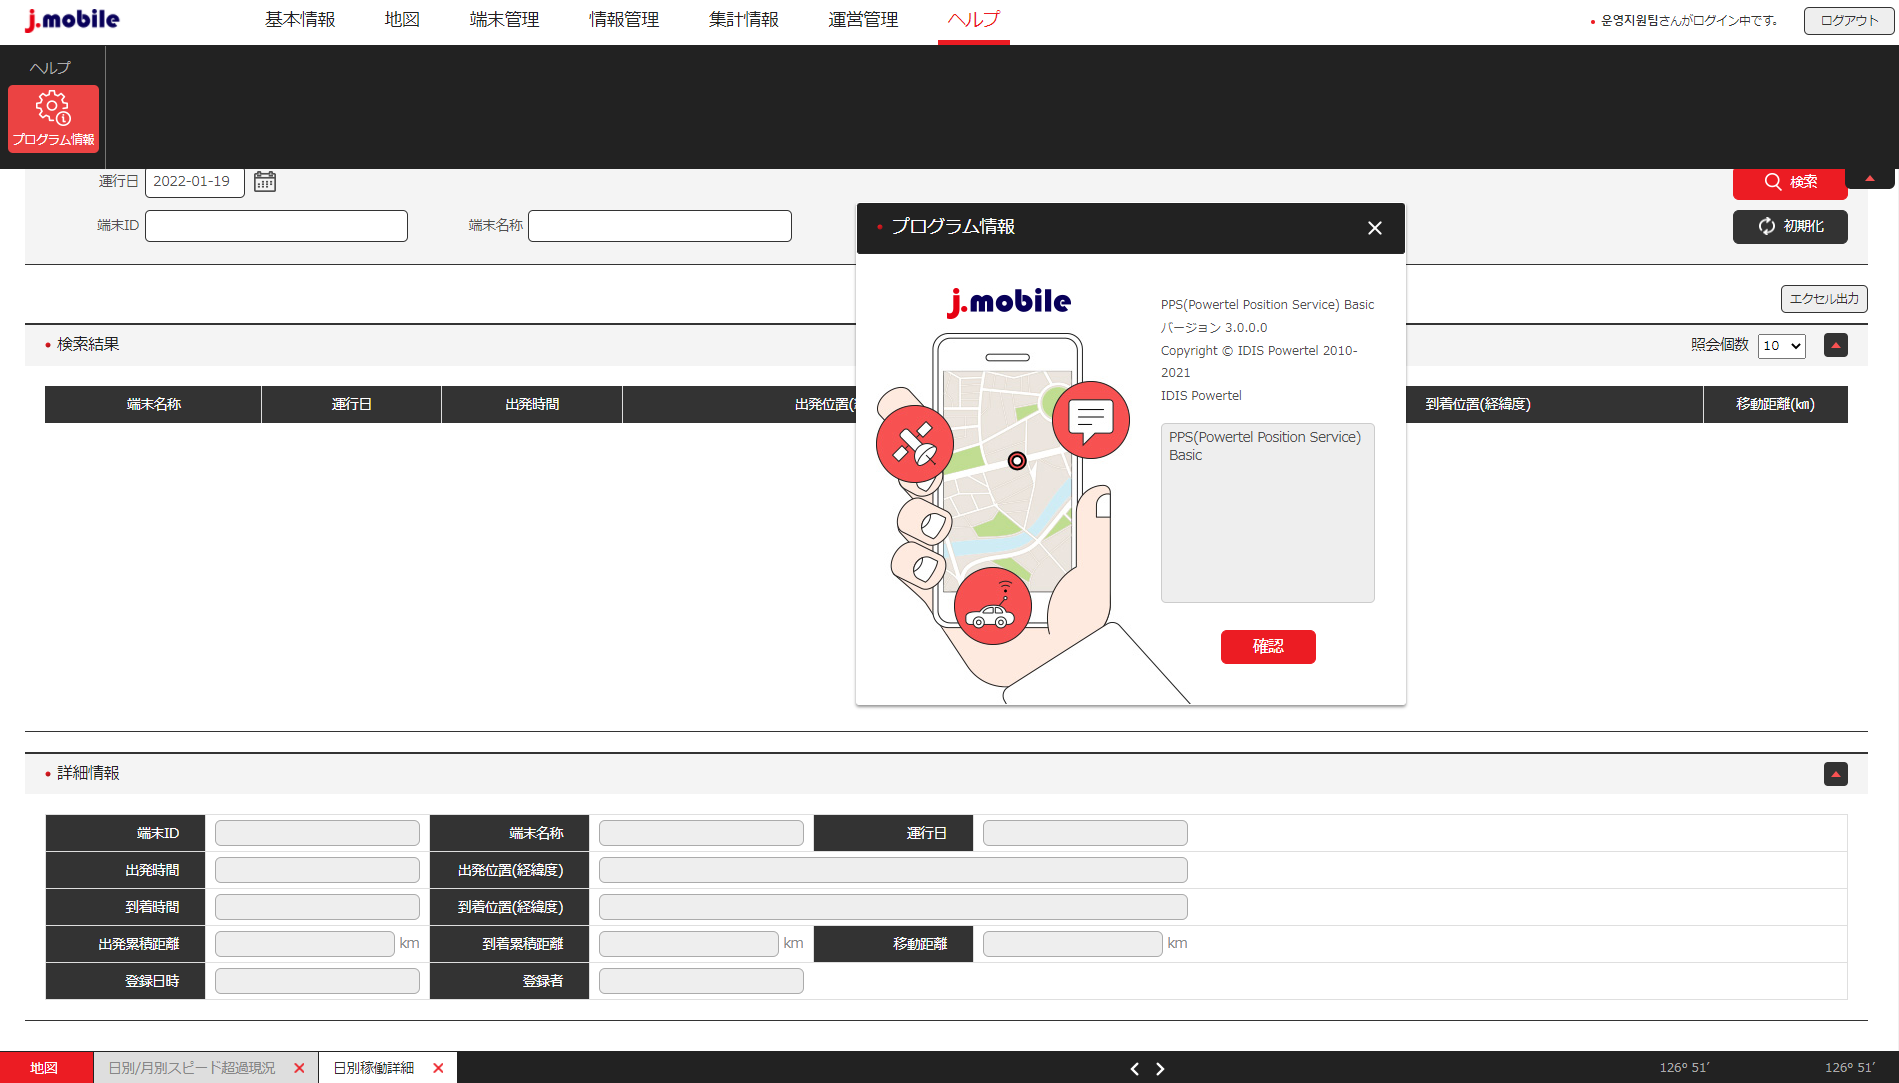 j.mobile
基本情報 地図 端末管理 情報管理 集計情報 運営管理 ヘルプ
운영지원팀さんがログイン中です。 ログアウト
ヘルプ
プログラム情報
運行日 2022-01-19
検索
端末ID 端末名称
初期化
エクセル出力
検索結果
照会個数 10
端末名称 運行日 出発時間 出発位置( 到着位置(経緯度) 移動距離(㎞)
プログラム情報
j.mobile
PPS(Powertel Position Service) Basic
バージョン 3.0.0.0
Copyright © IDIS Powertel 2010-
2021
IDIS Powertel
PPS(Powertel Position Service)
Basic
確認
詳細情報
端末ID 端末名称 運行日
出発時間 出発位置(経緯度)
到着時間 到着位置(経緯度)
出発累積距離 km 到着累積距離 km 移動距離 km
登録日時 登録者
地図 日別/月別スピード超過現況 日別稼働詳細
126º 51′ 126º 51′